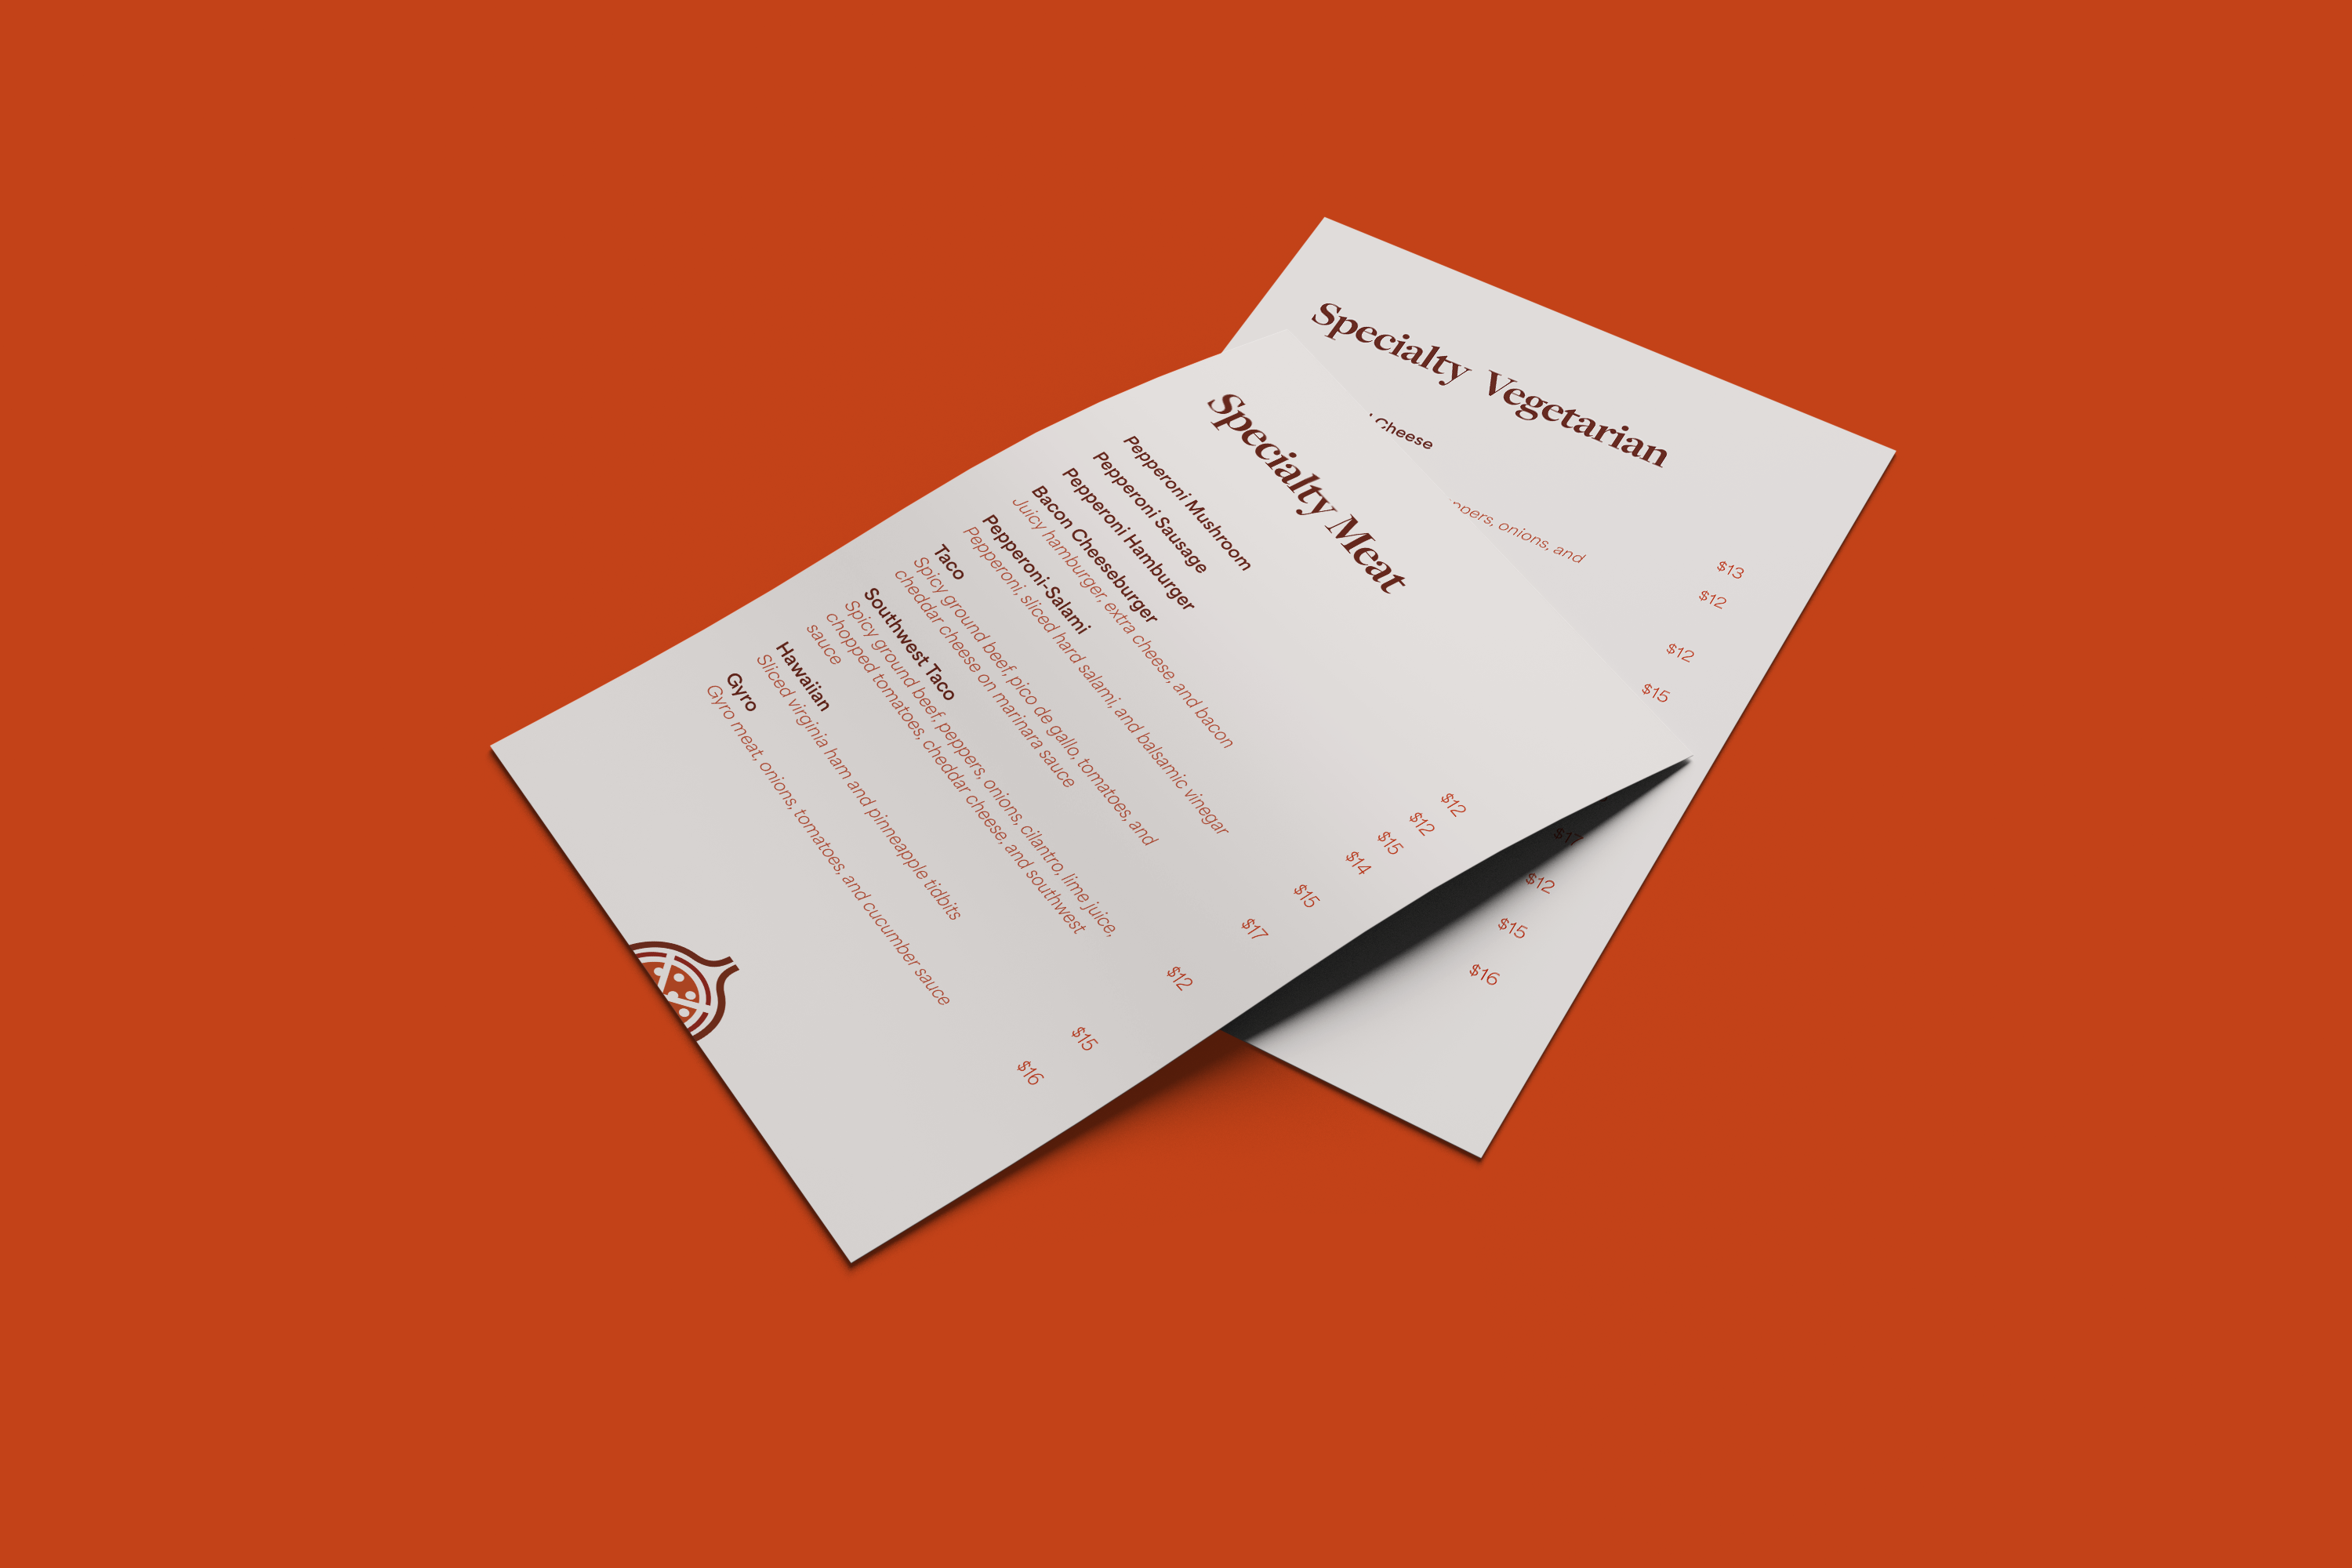 Specialty Meat
Pepperoni Mushroom
$12
Pepperoni Sausage
$12
Pepperoni Hamburger
$15
Bacon Cheeseburger
$14
Juicy hamburger, extra cheese, and bacon
Pepperoni-Salami
$15
Pepperoni, sliced hard salami, and balsamic vinegar
Taco
$17
Spicy ground beef, pico de gallo, tomatoes, and
cheddar cheese on marinara sauce
Southwest Taco
$12
Spicy ground beef, peppers, onions, cilantro, lime juice,
chopped tomatoes, cheddar cheese, and southwest
sauce
Hawaiian
$15
Sliced virginia ham and pinneapple tidbits
Gyro
$16
Gyro meat, onions, tomatoes, and cucumber sauce
Specialty Vegetarian
Cheese
$13
$12
onions, and
$12
$15
$17
$12
$15
$16